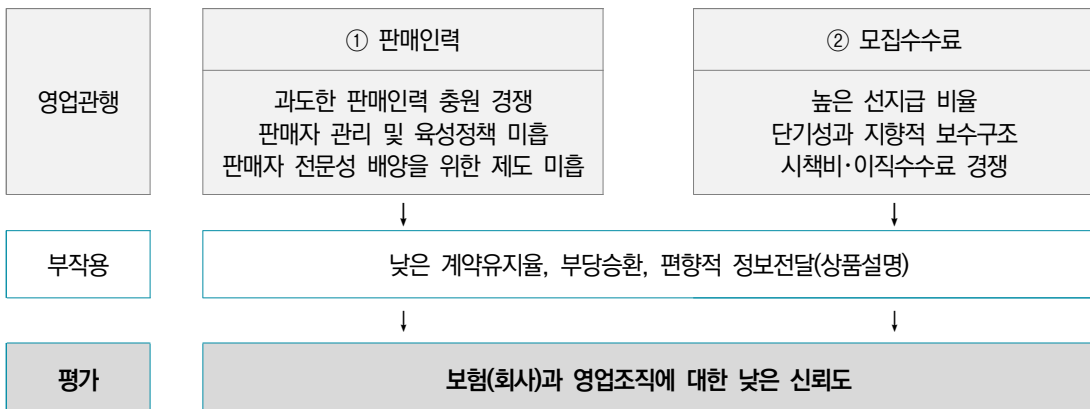 ① 판매인력
② 모집수수료
영업관행
과도한 판매인력 충원 경쟁
판매자 관리 및 육성정책 미흡
판매자 전문성 배양을 위한 제도 미흡
높은 선지급 비율
단기성과 지향적 보수구조
시책비·이직수수료 경쟁
↓ ↓
부작용
낮은 계약유지율, 부당승환, 편향적 정보전달(상품설명)
↓ ↓
평가
보험(회사)과 영업조직에 대한 낮은 신뢰도